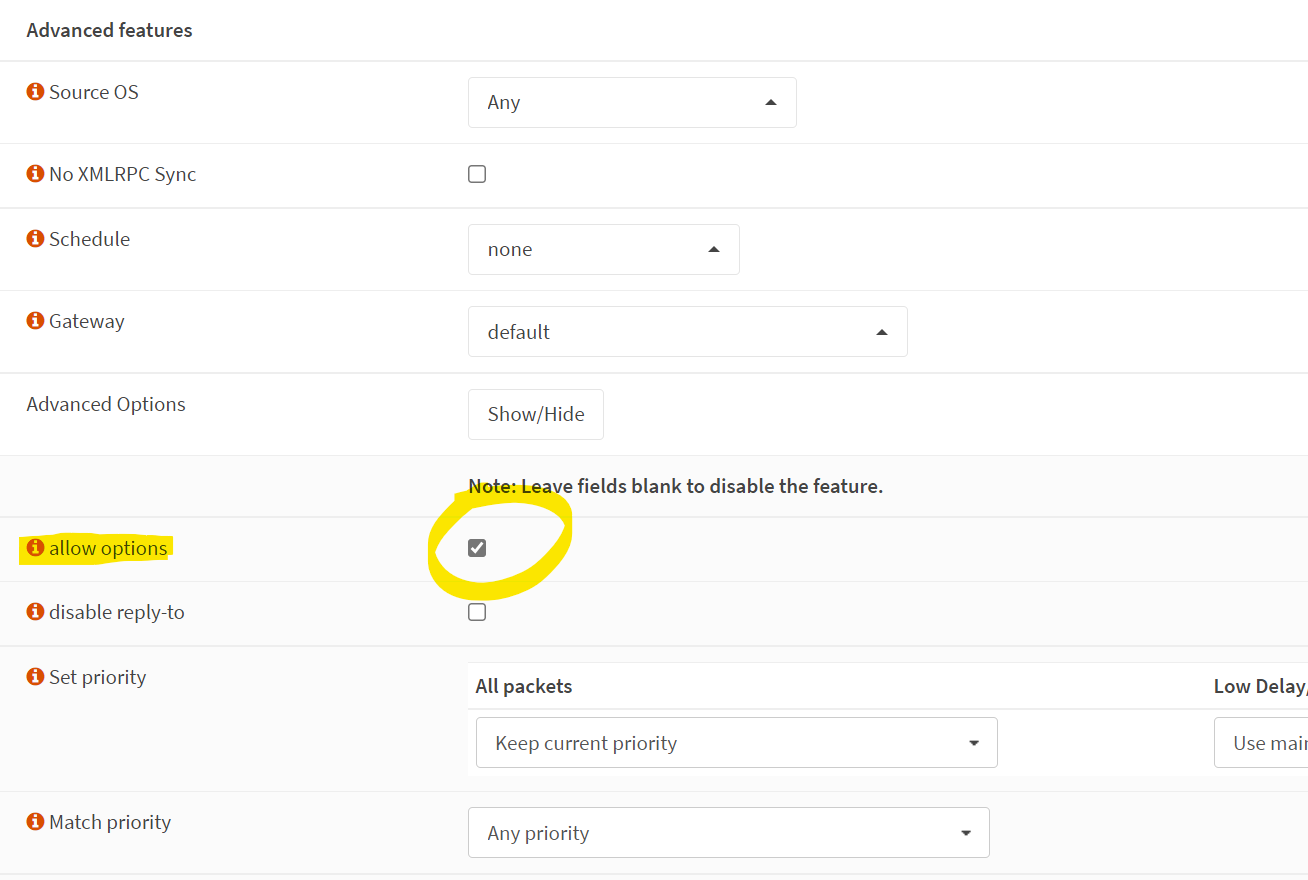 Advanced features
Source OS
Any
No XMLRPC Sync
Schedule
none
Gateway
default
Advanced Options
Show/Hide
Note: Leave fields blank to disable the feature.
allow options
disable reply-to
Set priority
All packets
Low Delay/
Keep current priority
Use mai
Match priority
Any priority